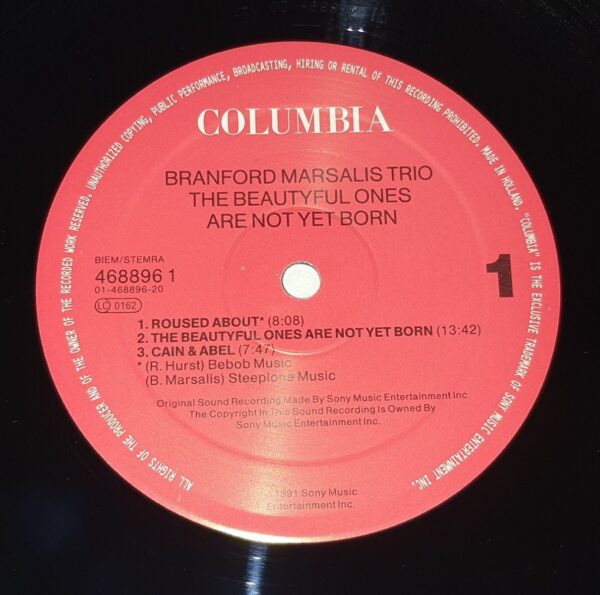 ALL RIGHTS OF THE PRODUCER AND OF THE OWNER OF THE RECORDED WORK RESERVED. UNAUTHORIZED COPYING, PUBLIC PERFORMANCE, BROADCASTING, HIRING OR RENTAL OF THIS RECORDING PROHIBITED. MADE IN HOLLAND. "COLUMBIA" IS THE EXCLUSIVE TRADEMARK OF SONY MUSIC ENTERTAINMENT INC.
COLUMBIA
BRANFORD MARSALIS TRIO
THE BEAUTYFUL ONES
ARE NOT YET BORN
BIEM/STEMRA
468896 1
01-468896-20
LC 0162
1
1. ROUSED ABOUT* (8:08)
2. THE BEAUTYFUL ONES ARE NOT YET BORN (13:42)
3. CAIN & ABEL (7:47)
* (R. Hurst) Bebob Music
(B. Marsalis) Steeplone Music
Original Sound Recording Made By Sony Music Entertainment Inc.
The Copyright In This Sound Recording Is Owned By
Sony Music Entertainment Inc.
1991 Sony Music
Entertainment Inc.